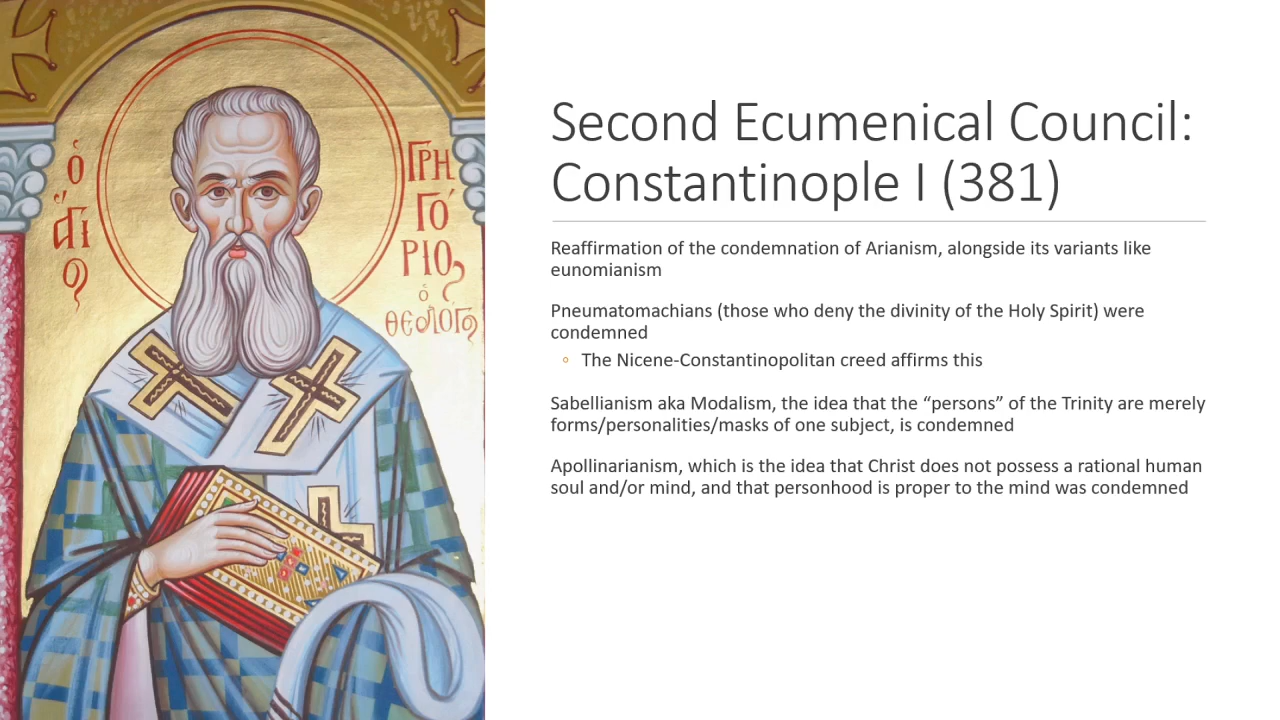 ὁ
ἍΓΙ
Ο
ΓΡΗ
ΓΌ
ΡΙΟς
ὁ
ΘΕΟΛΌΓος
Second Ecumenical Council:
Constantinople I (381)
Reaffirmation of the condemnation of Arianism, alongside its variants like
eunomianism
Pneumatomachians (those who deny the divinity of the Holy Spirit) were
condemned
◦ The Nicene-Constantinopolitan creed affirms this
Sabellianism aka Modalism, the idea that the “persons” of the Trinity are merely
forms/personalities/masks of one subject, is condemned
Apollinarianism, which is the idea that Christ does not possess a rational human
soul and/or mind, and that personhood is proper to the mind was condemned